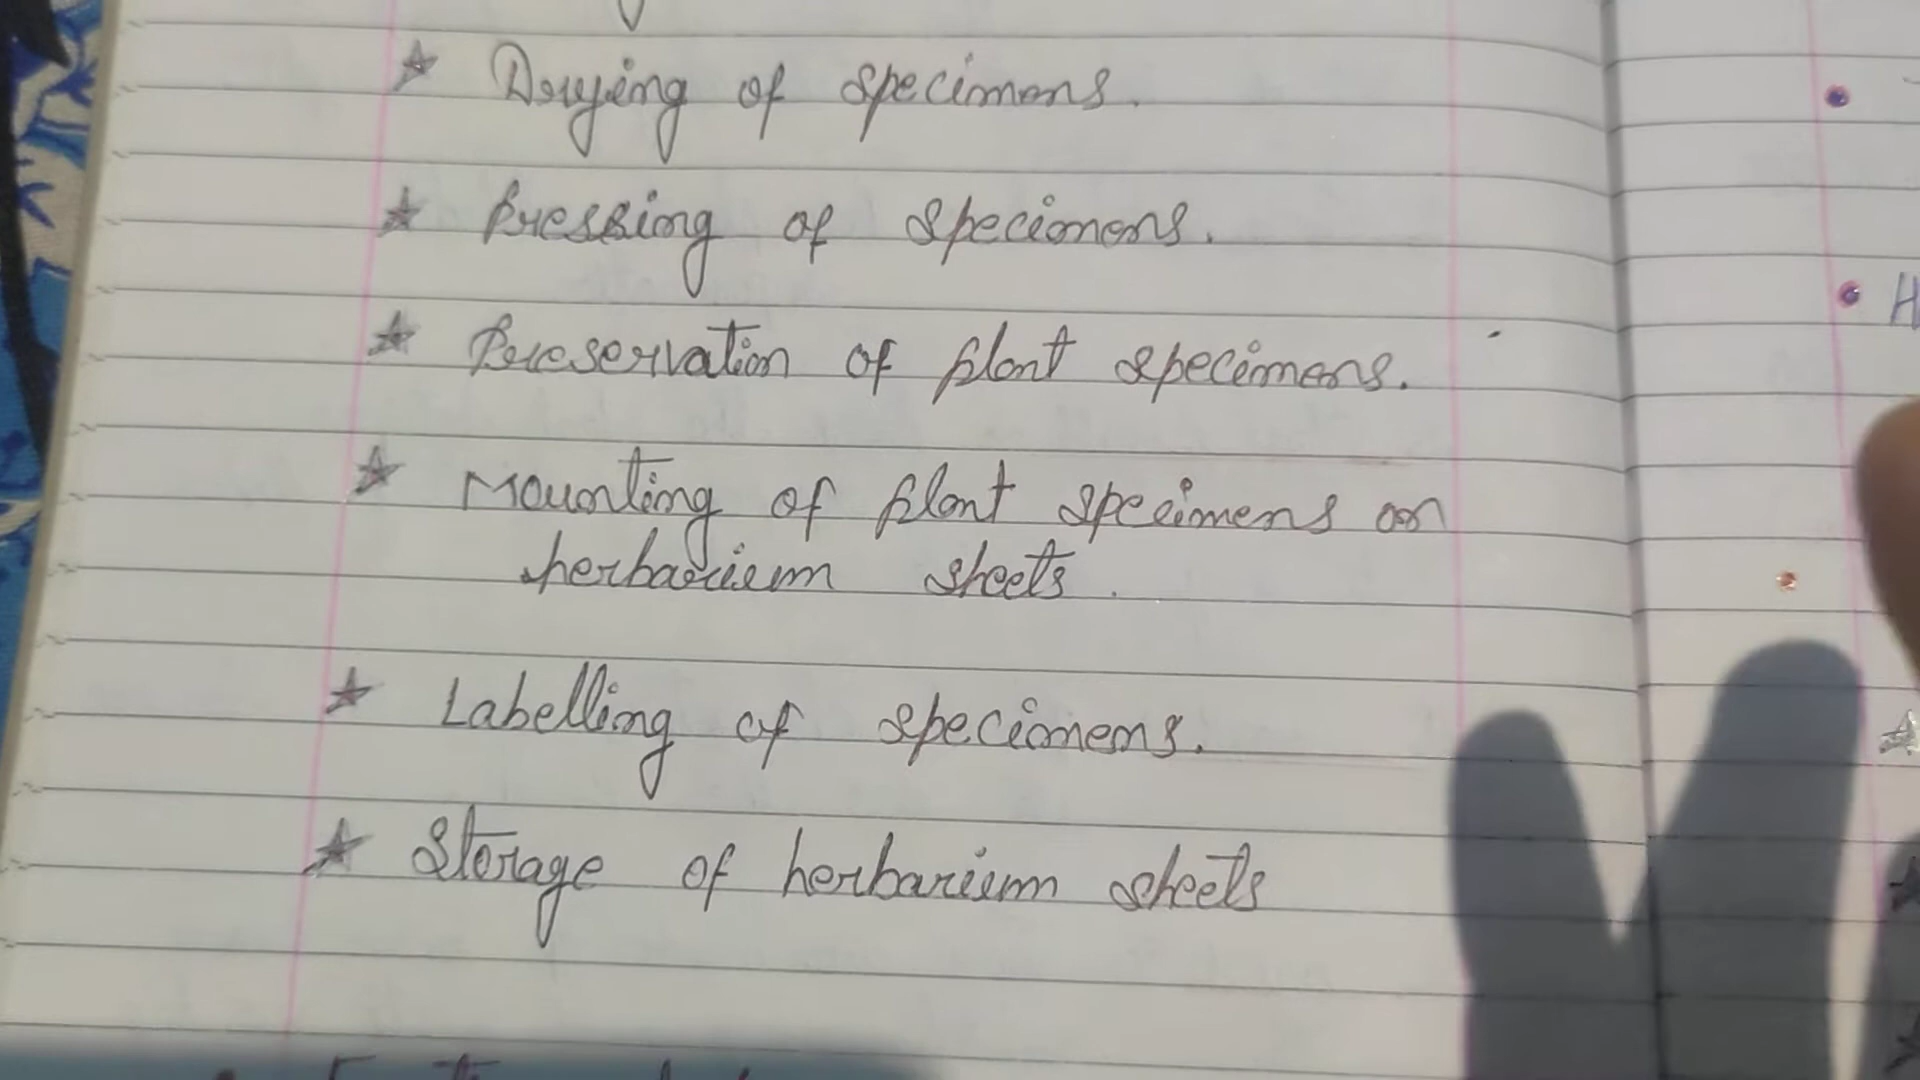 ★ Drying of specimens.
★ Pressing of specimens.
★ Preservation of plant specimens.
★ Mounting of plant specimens on
herbarium sheets.
★ Labelling of specimens.
★ Storage of herbarium sheets